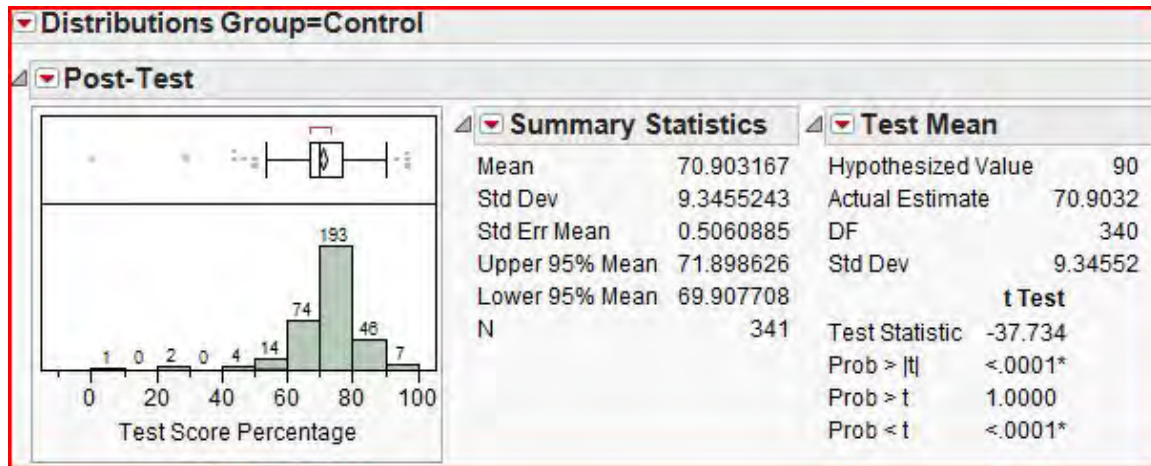 Distributions Group=Control
Post-Test
193
74
46
14
7
4
1 0 2 0
0 20 40 60 80 100
Test Score Percentage
Summary Statistics
Mean 70.903167
Std Dev 9.3455243
Std Err Mean 0.5060885
Upper 95% Mean 71.898626
Lower 95% Mean 69.907708
N 341
Test Mean
Hypothesized Value 90
Actual Estimate 70.9032
DF 340
Std Dev 9.34552
t Test
Test Statistic -37.734
Prob > |t| <.0001*
Prob > t 1.0000
Prob < t <.0001*